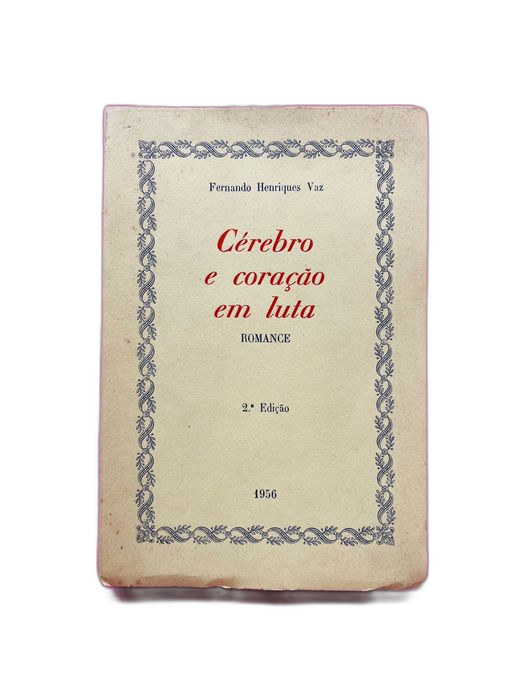 Fernando Henriques Vaz
Cérebro
e coração
em luta
ROMANCE
2.ª Edição
1956